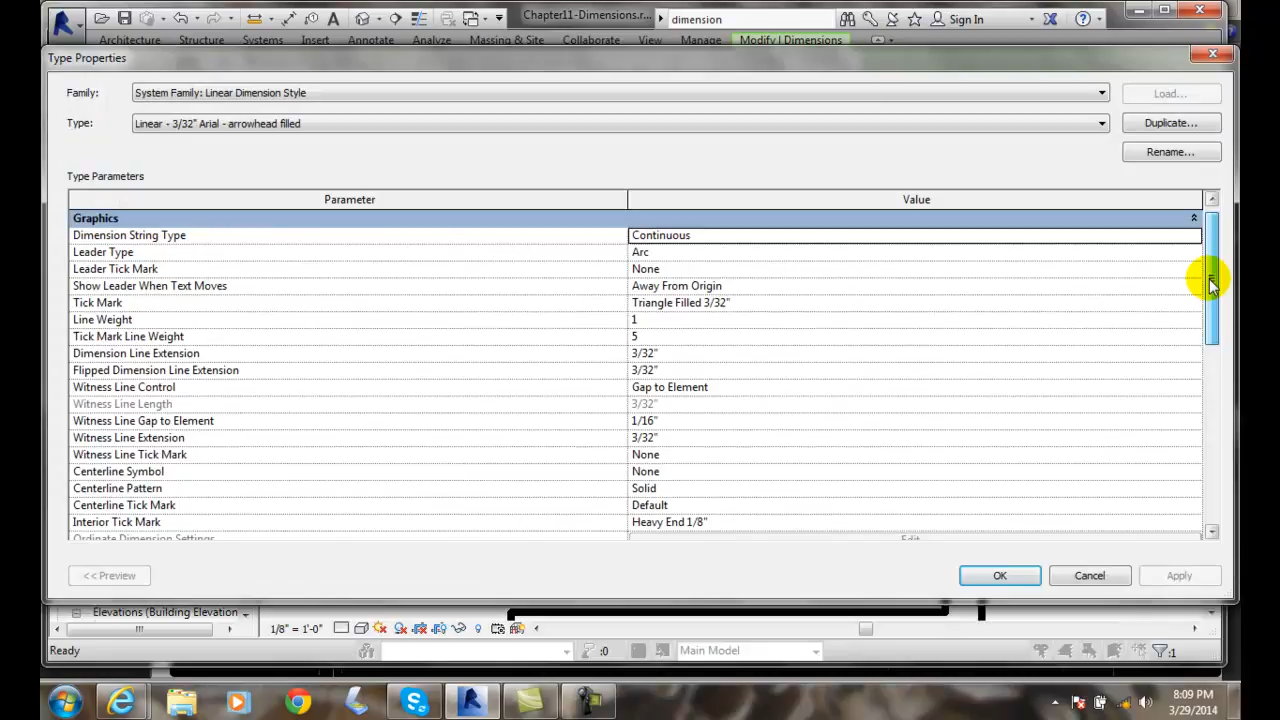 Chapter11-Dimensions.r...
dimension
Sign In
Architecture Structure Systems Insert Annotate Analyze Massing & Site Collaborate View Manage Modify | Dimensions
Type Properties
Family: System Family: Linear Dimension Style Load...
Type: Linear - 3/32" Arial - arrowhead filled Duplicate...
Rename...
Type Parameters
Parameter Value
Graphics
Dimension String Type Continuous
Leader Type Arc
Leader Tick Mark None
Show Leader When Text Moves Away From Origin
Tick Mark Triangle Filled 3/32"
Line Weight 1
Tick Mark Line Weight 5
Dimension Line Extension 3/32"
Flipped Dimension Line Extension 3/32"
Witness Line Control Gap to Element
Witness Line Length 3/32"
Witness Line Gap to Element 1/16"
Witness Line Extension 3/32"
Witness Line Tick Mark None
Centerline Symbol None
Centerline Pattern Solid
Centerline Tick Mark Default
Interior Tick Mark Heavy End 1/8"
Ordinate Dimension Settings Edit...
<< Preview OK Cancel Apply
Elevations (Building Elevation
1/8" = 1'-0"
Ready :0 Main Model :1
8:09 PM
3/29/2014